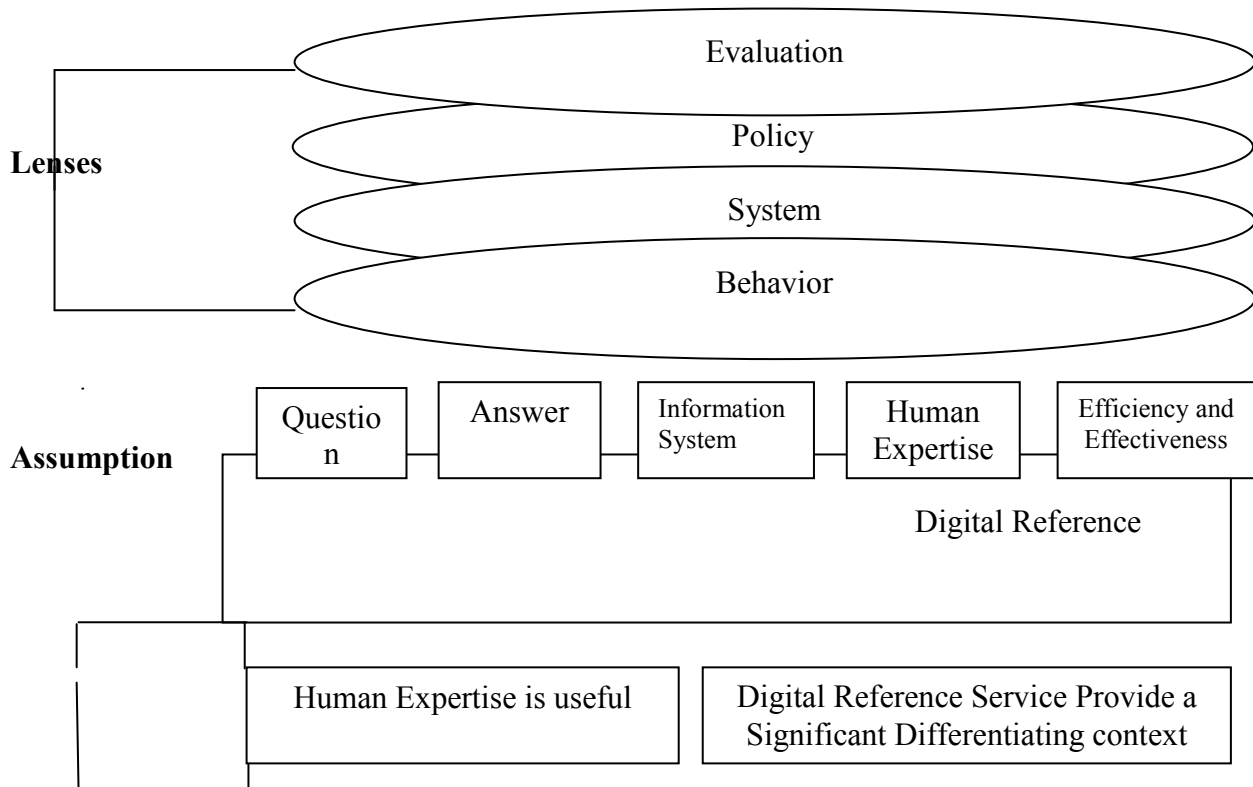 Evaluation
Policy
Lenses
System
Behavior
Questio
n
Answer
Information
System
Human
Expertise
Efficiency and
Effectiveness
Assumption
Digital Reference
Human Expertise is useful
Digital Reference Service Provide a
Significant Differentiating context